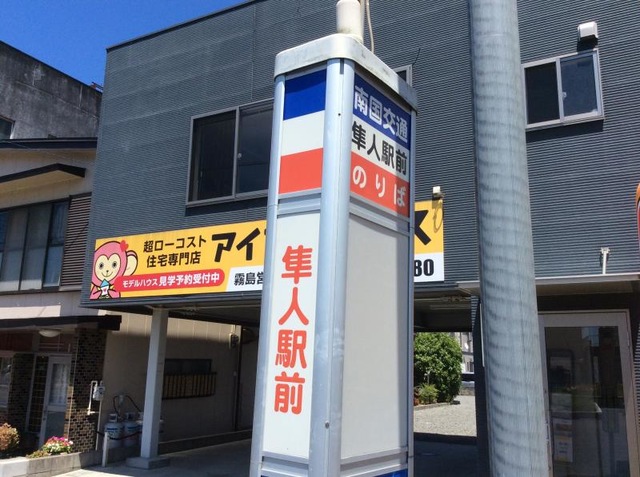 南国交通
隼人駅前
のりば
隼人駅前
超ローコスト
住宅専門店
アイ
ス
モデルハウス見学予約受付中
霧島営
80